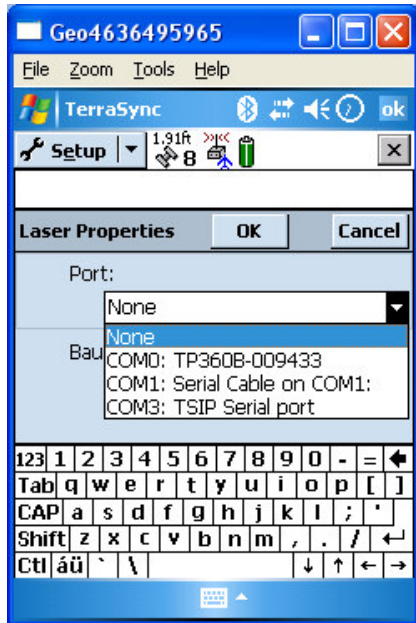 Geo4636495965
File Zoom Tools Help
TerraSync ok
Setup 1.91ft 8
Laser Properties OK Cancel
Port:
None
None
Bau
COM0: TP360B-009433
COM1: Serial Cable on COM1:
COM3: TSIP Serial port
123 1 2 3 4 5 6 7 8 9 0 - =
Tab q w e r t y u i o p [ ]
CAP a s d f g h j k l ; '
Shift z x c v b n m , . /
Ctl áü ` \